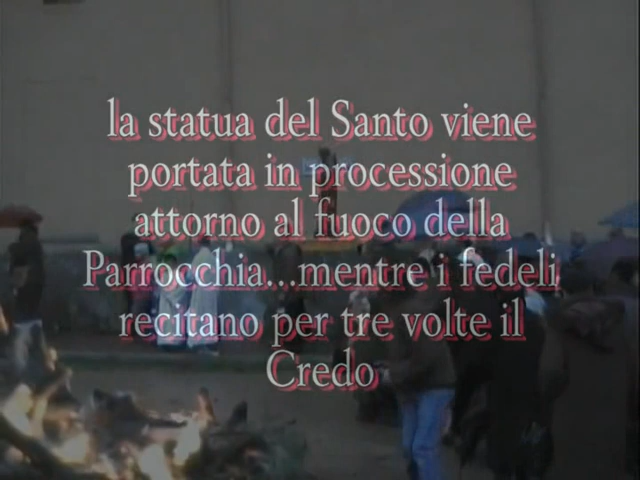 la statua del Santo viene
portata in processione
attorno al fuoco della
Parrocchia...mentre i fedeli
recitano per tre volte il
Credo